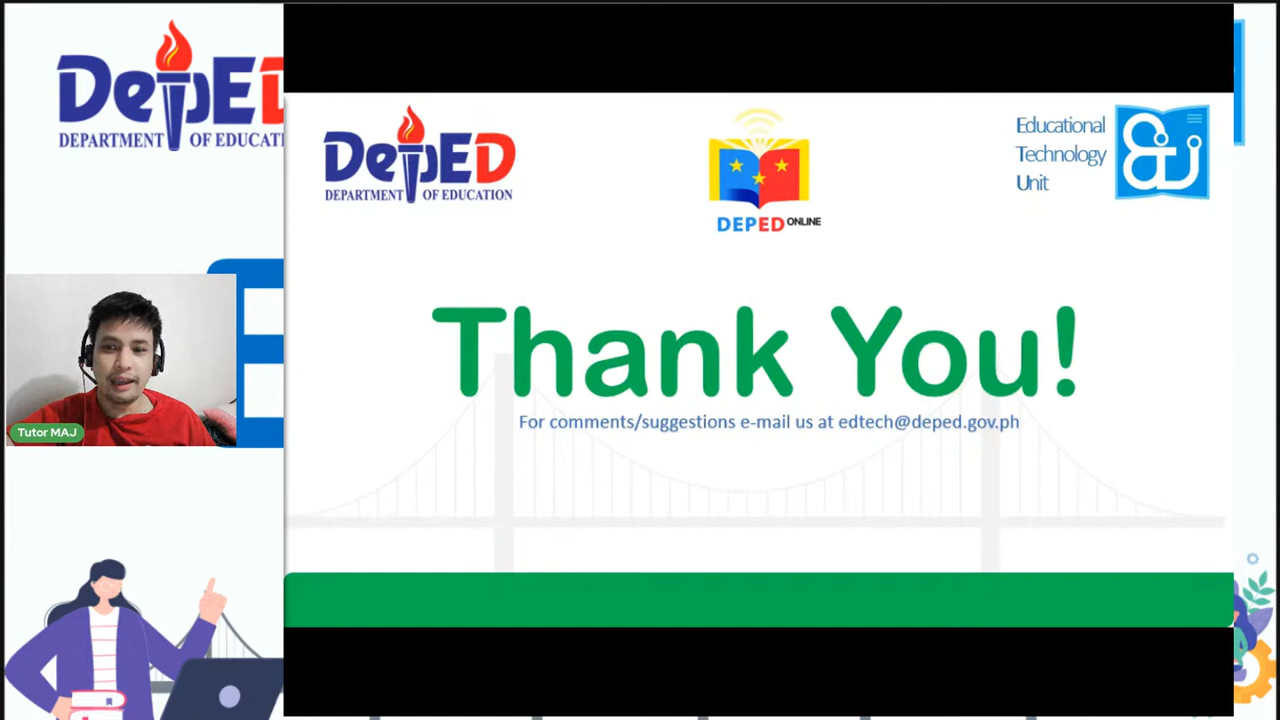 DepED
DEPARTMENT OF EDUCATI
DepED
DEPARTMENT OF EDUCATION
DEPED ONLINE
Educational
Technology
Unit
Thank You!
For comments/suggestions e-mail us at edtech@deped.gov.ph
Tutor MAJ